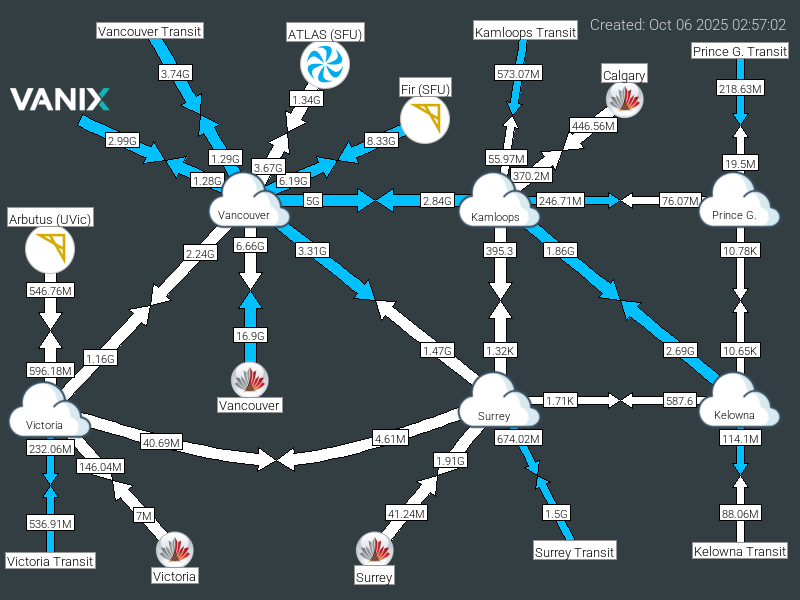 Created: Oct 06 2025 02:57:02
Vancouver Transit
ATLAS (SFU)
Kamloops Transit
Prince G. Transit
3.74G
573.07M
Calgary
218.63M
VANIX
1.34G
Fir (SFU)
446.56M
2.99G
8.33G
1.29G
55.97M
19.5M
3.67G
370.2M
1.28G
6.19G
5G
2.84G
246.71M
76.07M
Arbutus (UVic)
Vancouver
Kamloops
Prince G.
2.24G
6.66G
3.31G
395.3
1.86G
10.78K
546.76M
16.9G
1.16G
1.47G
1.32K
2.69G
10.65K
596.18M
Vancouver
1.71K
587.6
Victoria
Surrey
Kelowna
232.06M
40.69M
4.61M
674.02M
114.1M
146.04M
1.91G
536.91M
7M
41.24M
1.5G
88.06M
Victoria Transit
Victoria
Surrey
Surrey Transit
Kelowna Transit